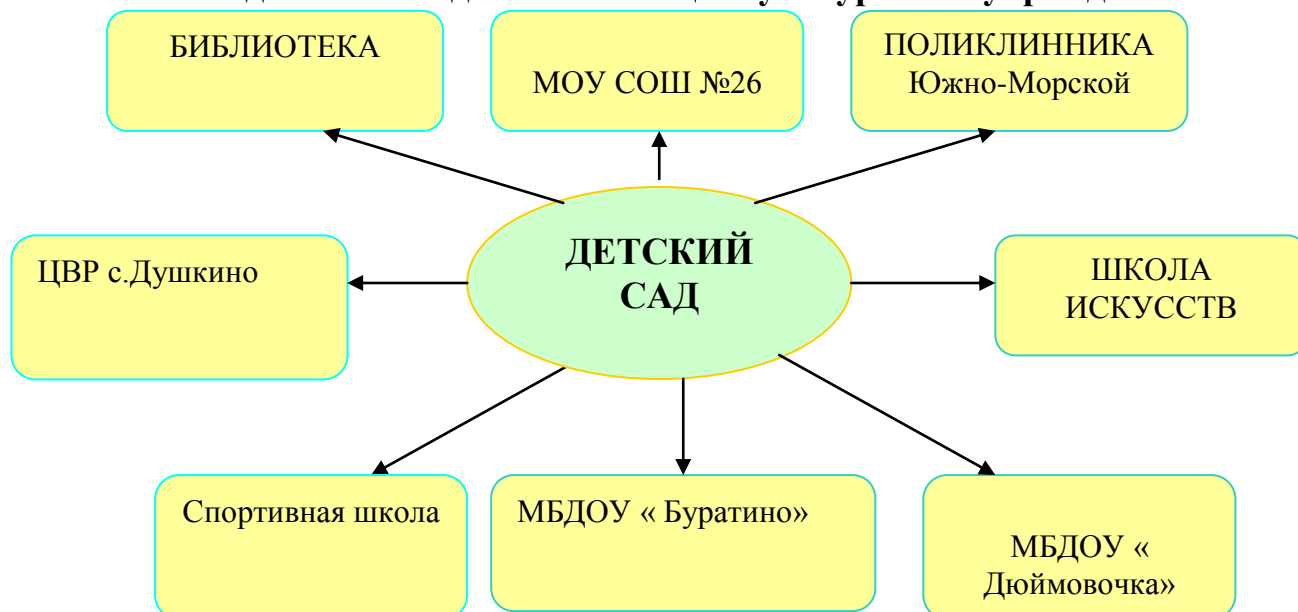 БИБЛИОТЕКА
МОУ СОШ №26
ПОЛИКЛИННИКА
Южно-Морской
ЦВР с.Душкино
ДЕТСКИЙ
САД
ШКОЛА
ИСКУССТВ
Спортивная школа
МБДОУ « Буратино»
МБДОУ «
Дюймовочка»